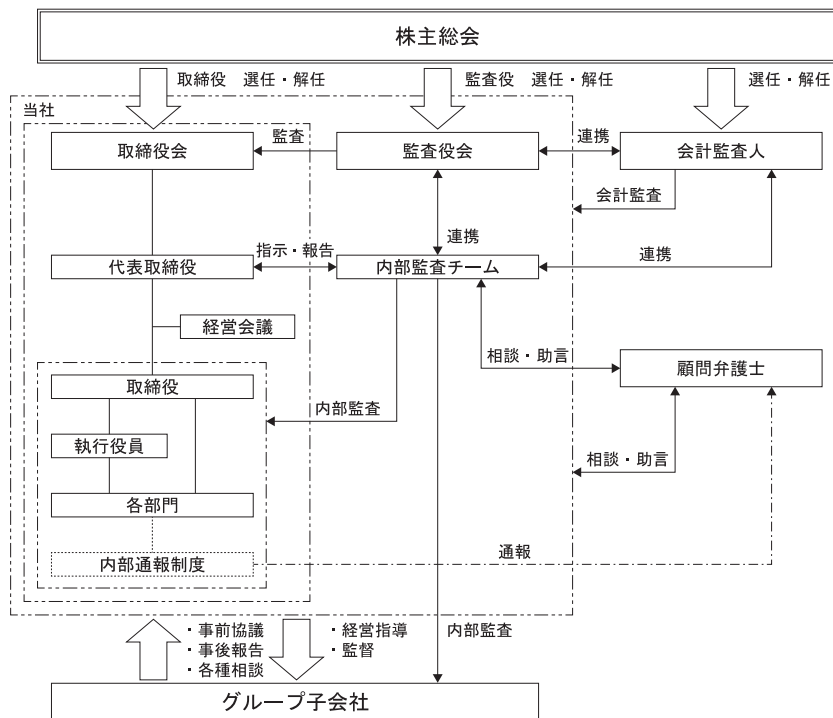 株主総会
取締役 選任・解任
監査役 選任・解任
選任・解任
当社
取締役会
監査
監査役会
連携
会計監査人
会計監査
連携
連携
指示・報告
代表取締役
内部監査チーム
経営会議
相談・助言
顧問弁護士
取締役
内部監査
執行役員
相談・助言
各部門
通報
内部通報制度
・事前協議
・事後報告
・各種相談
・経営指導
・監督
内部監査
グループ子会社